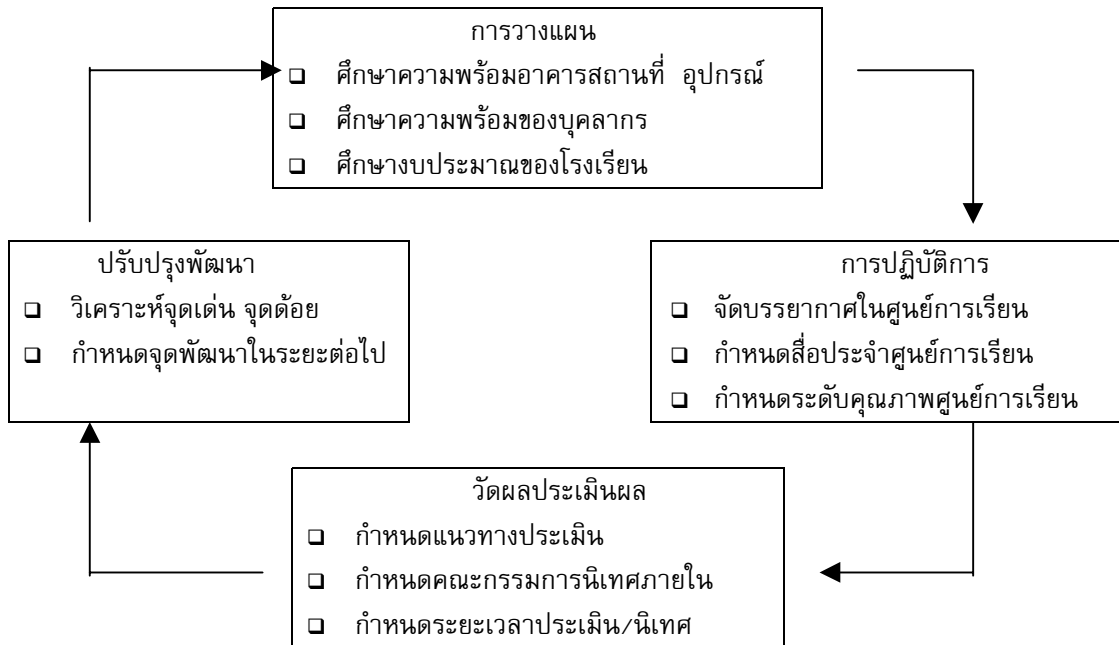 การวางแผน
❑ ศึกษาความพร้อมอาคารสถานที่ อุปกรณ์
❑ ศึกษาความพร้อมของบุคลากร
❑ ศึกษางบประมาณของโรงเรียน
ปรับปรุงพัฒนา
❑ วิเคราะห์จุดเด่น จุดด้อย
❑ กำหนดจุดพัฒนาในระยะต่อไป
การปฏิบัติการ
❑ จัดบรรยากาศในศูนย์การเรียน
❑ กำหนดสื่อประจำศูนย์การเรียน
❑ กำหนดระดับคุณภาพศูนย์การเรียน
วัดผลประเมินผล
❑ กำหนดแนวทางประเมิน
❑ กำหนดคณะกรรมการนิเทศภายใน
❑ กำหนดระยะเวลาประเมิน/นิเทศ